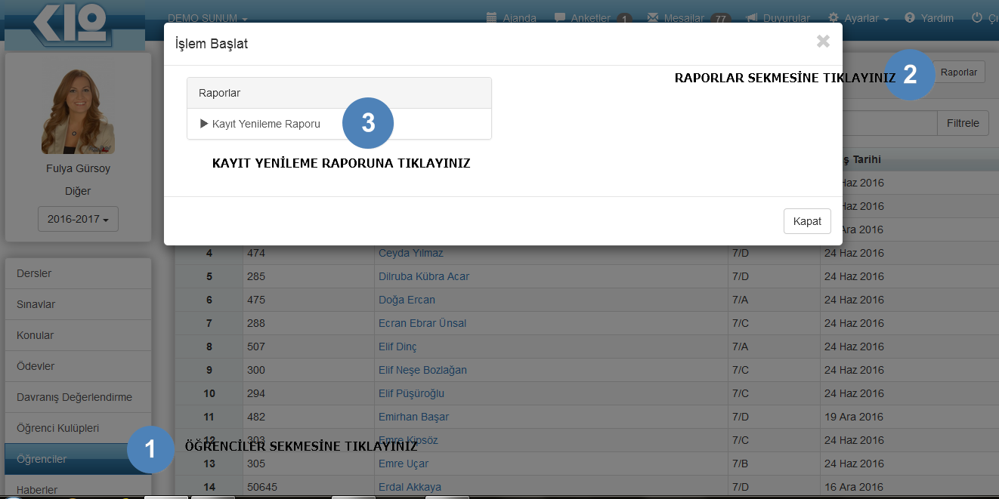 K12
DEMO SUNUM
Ajanda
Anketler 1
Mesajlar 77
Duyurular
Ayarlar
Yardım
İşlem Başlat
RAPORLAR SEKMESİNE TIKLAYINIZ
2
Raporlar
Raporlar
Kayıt Yenileme Raporu
3
KAYIT YENİLEME RAPORUNA TIKLAYINIZ
Filtrele
Kapat
Fulya Gürsoy
Diğer
2016-2017
Tarihi
Haz 2016
Haz 2016
Ara 2016
4 474 Ceyda Yılmaz 7/D 24 Haz 2016
5 285 Dilruba Kübra Acar 7/D 24 Haz 2016
6 475 Doğa Ercan 7/A 24 Haz 2016
7 288 Ecran Ebrar Ünsal 7/C 24 Haz 2016
8 507 Elif Dinç 7/A 24 Haz 2016
9 300 Elif Neşe Bozlağan 7/C 24 Haz 2016
10 294 Elif Püşüroğlu 7/C 24 Haz 2016
11 482 Emirhan Başar 7/D 19 Ara 2016
12 303 Emre Kipsöz 7/C 24 Haz 2016
13 305 Emre Uçar 7/B 24 Haz 2016
14 50645 Erdal Akkaya 7/D 16 Ara 2016
Dersler
Sınavlar
Konular
Ödevler
Davranış Değerlendirme
Öğrenci Kulüpleri
Öğrenciler
1
ÖĞRENCİLER SEKMESİNE TIKLAYINIZ
Haberler